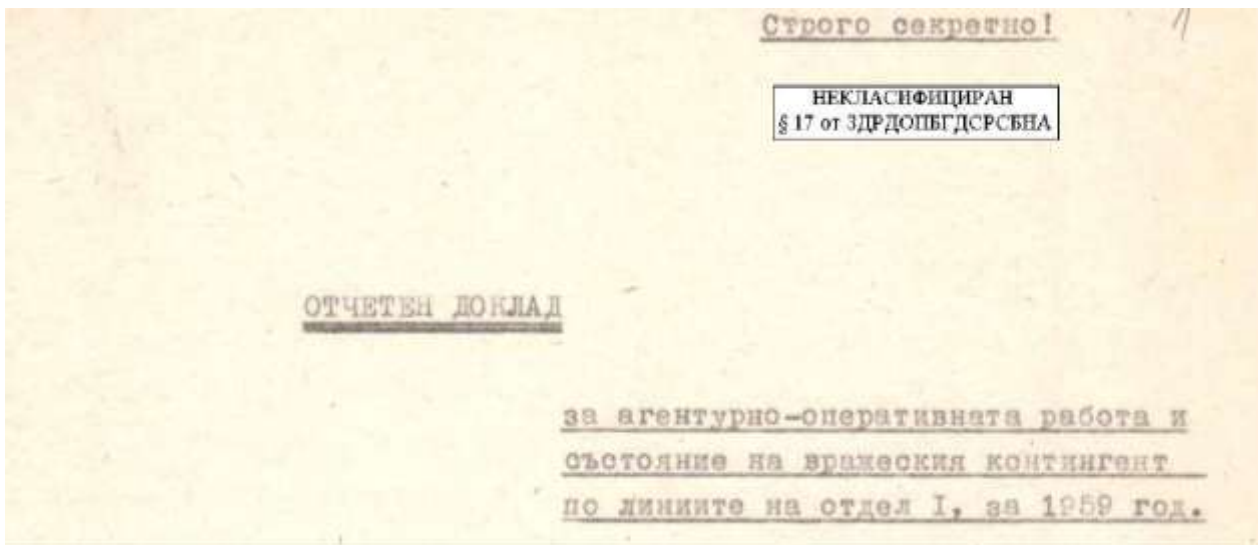 Строго секретно!
1
НЕКЛАСИФИЦИРАН
§ 17 от ЗДРДОПБГДСРСБНА
ОТЧЕТЕН ДОКЛАД
за агентурно-оперативната работа и
състояние на вражеския контингент
по линиите на отдел I, за 1959 год.